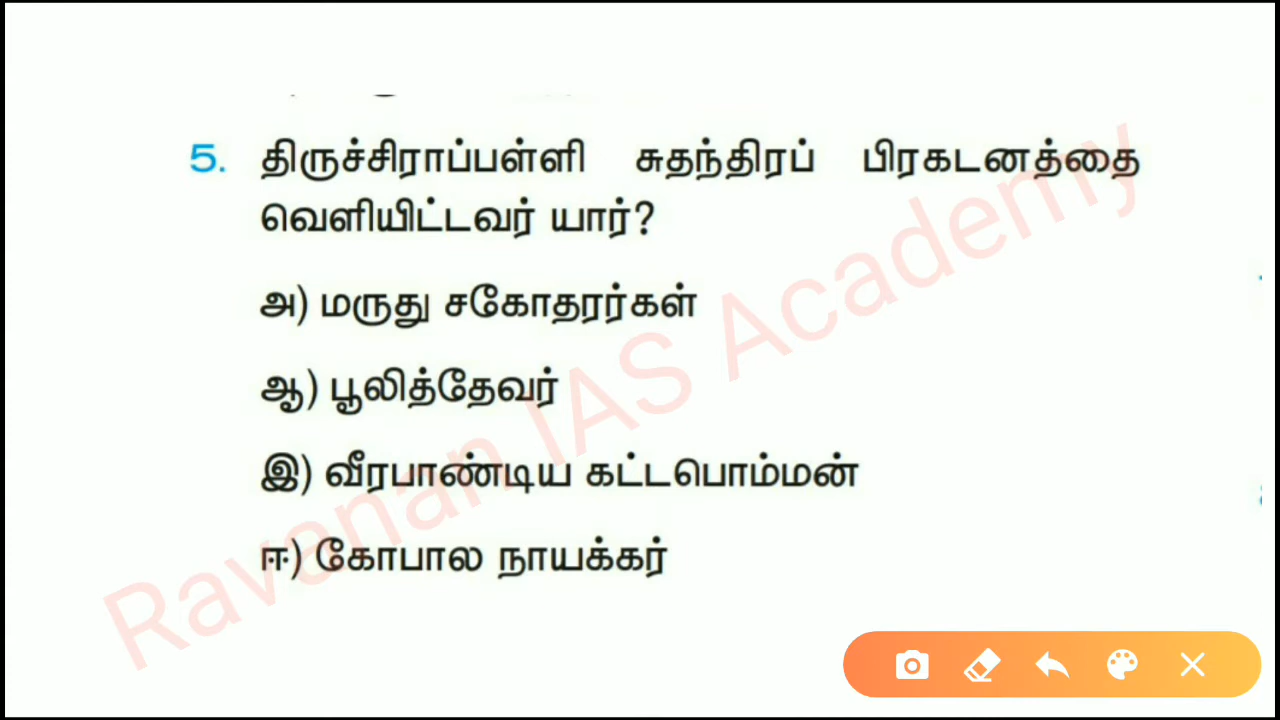 5. திருச்சிராப்பள்ளி சுதந்திரப் பிரகடனத்தை
வெளியிட்டவர் யார்?
அ) மருது சகோதரர்கள்
ஆ) பூலித்தேவர்
இ) வீரபாண்டிய கட்டபொம்மன்
ஈ) கோபால நாயக்கர்
Ravanan IAS Academy